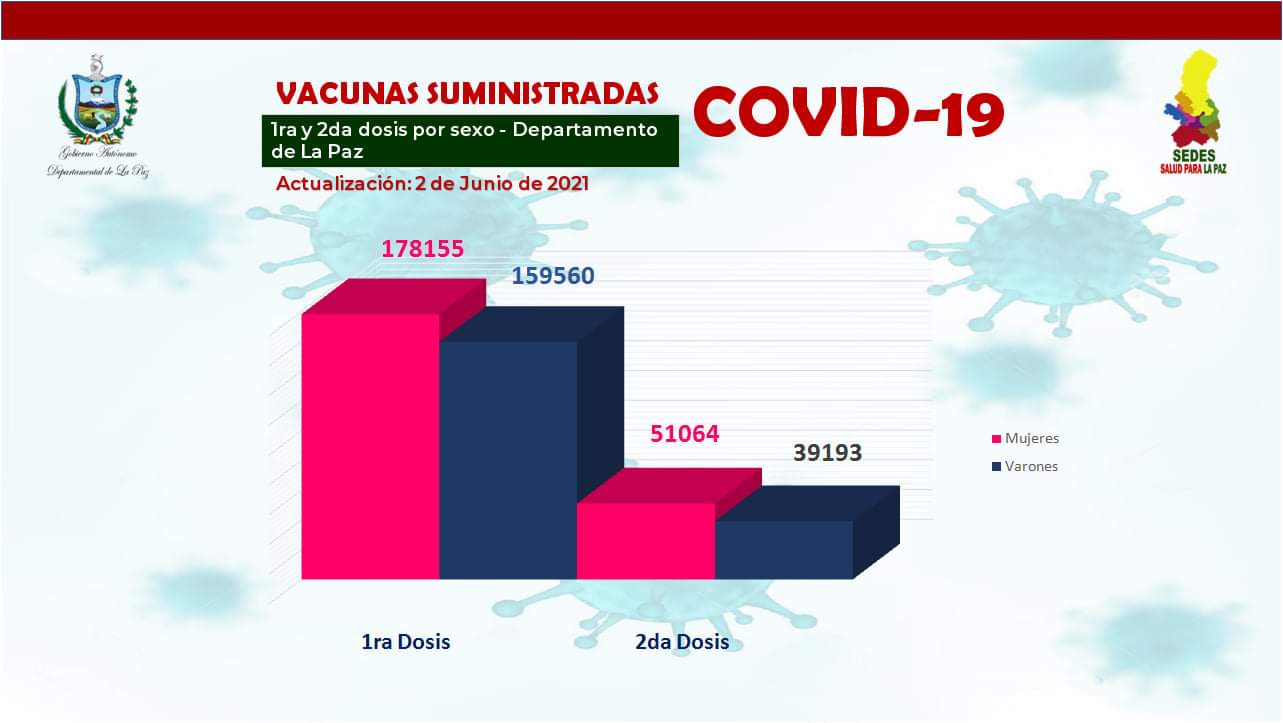 VACUNAS SUMINISTRADAS
COVID-19
1ra y 2da dosis por sexo - Departamento
de La Paz
Actualización: 2 de Junio de 2021
Gobierno Autónomo
Departamental de La Paz
SEDES
SALUD PARA LA PAZ
178155
159560
51064
39193
Mujeres
Varones
1ra Dosis
2da Dosis